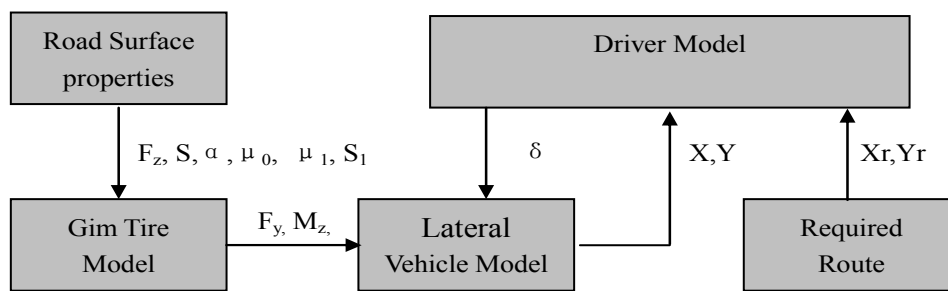 Road Surface
properties
Driver Model
F_z, S, α, μ_0, μ_1, S_1
δ
X,Y
Xr,Yr
Gim Tire
Model
F_y, M_z,
Lateral
Vehicle Model
Required
Route